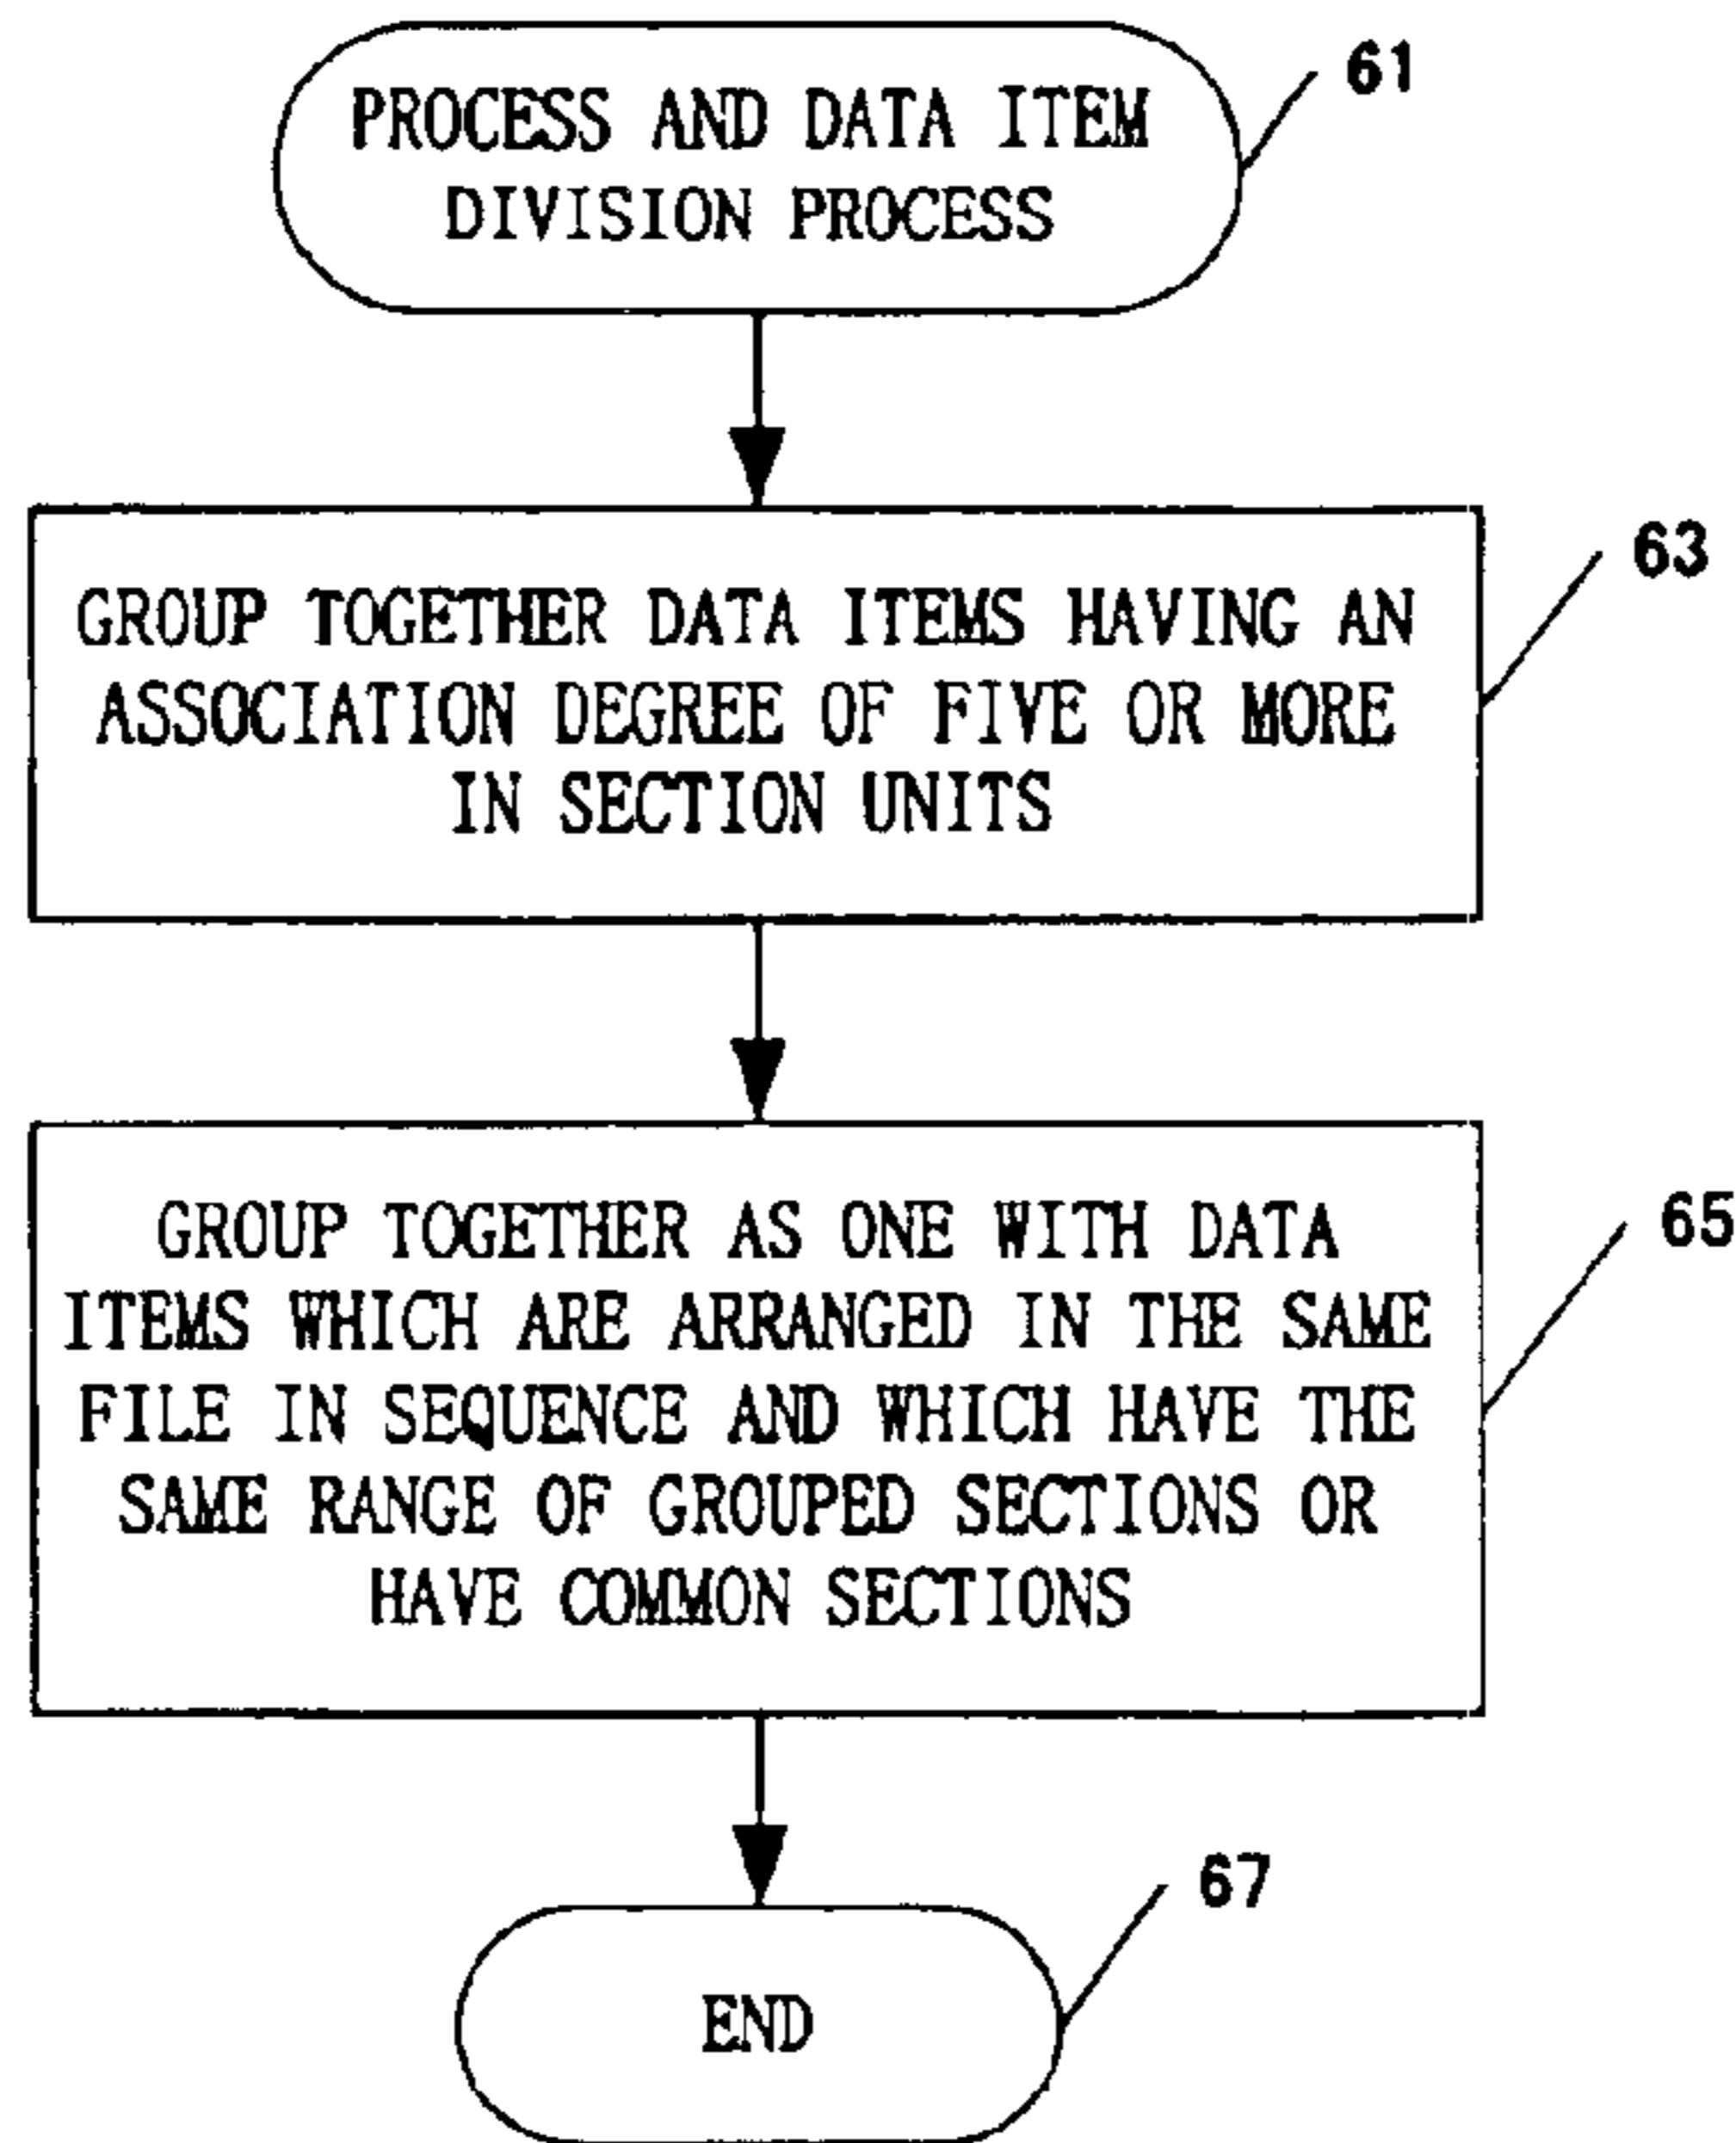 PROCESS AND DATA ITEM
DIVISION PROCESS
61
GROUP TOGETHER DATA ITEMS HAVING AN
ASSOCIATION DEGREE OF FIVE OR MORE
IN SECTION UNITS
63
GROUP TOGETHER AS ONE WITH DATA
ITEMS WHICH ARE ARRANGED IN THE SAME
FILE IN SEQUENCE AND WHICH HAVE THE
SAME RANGE OF GROUPED SECTIONS OR
HAVE COMMON SECTIONS
65
END
67